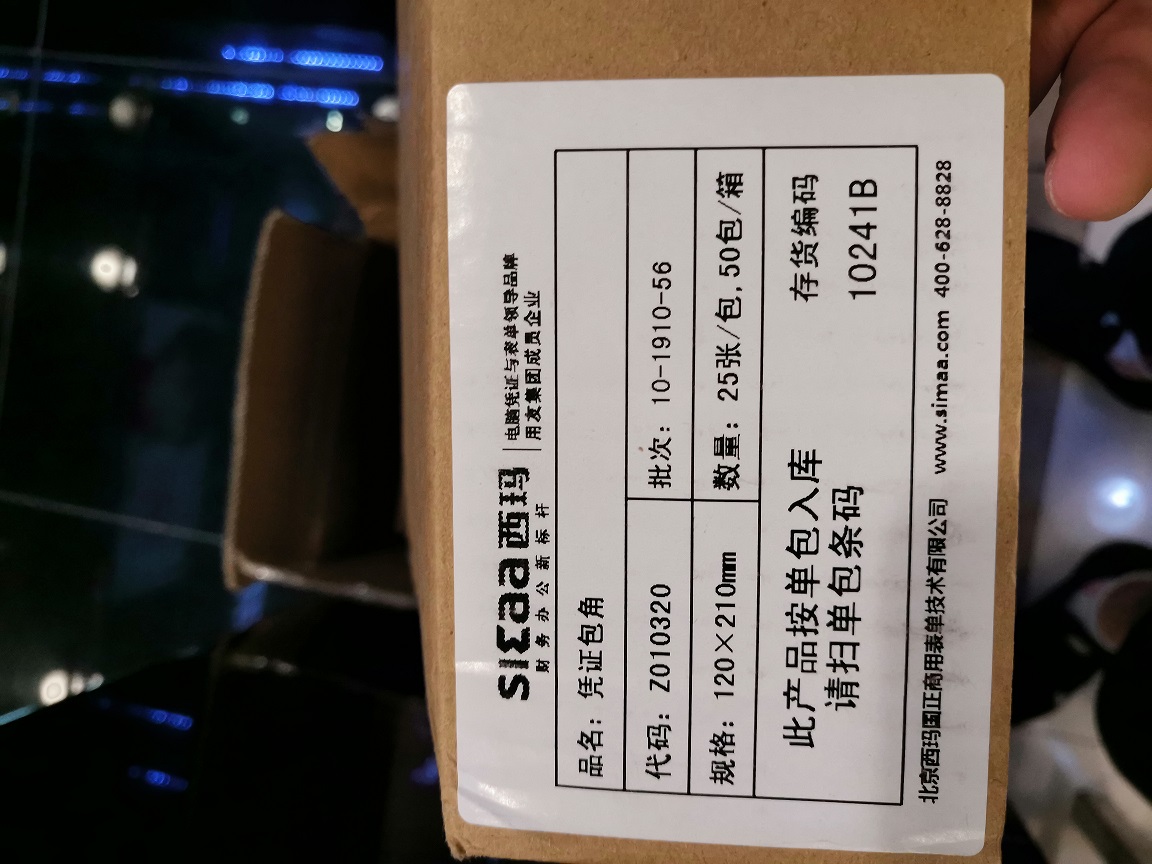 simaa西玛
财务办公新标杆
电脑凭证与表单领导品牌
用友集团成员企业
品名：凭证包角
代码：Z010320 批次：10-1910-56
规格：120×210mm 数量：25张/包,50包/箱
此产品按单包入库
请扫单包条码
存货编码
10241B
北京西玛国正商用表单技术有限公司 www.simaa.com 400-628-8828